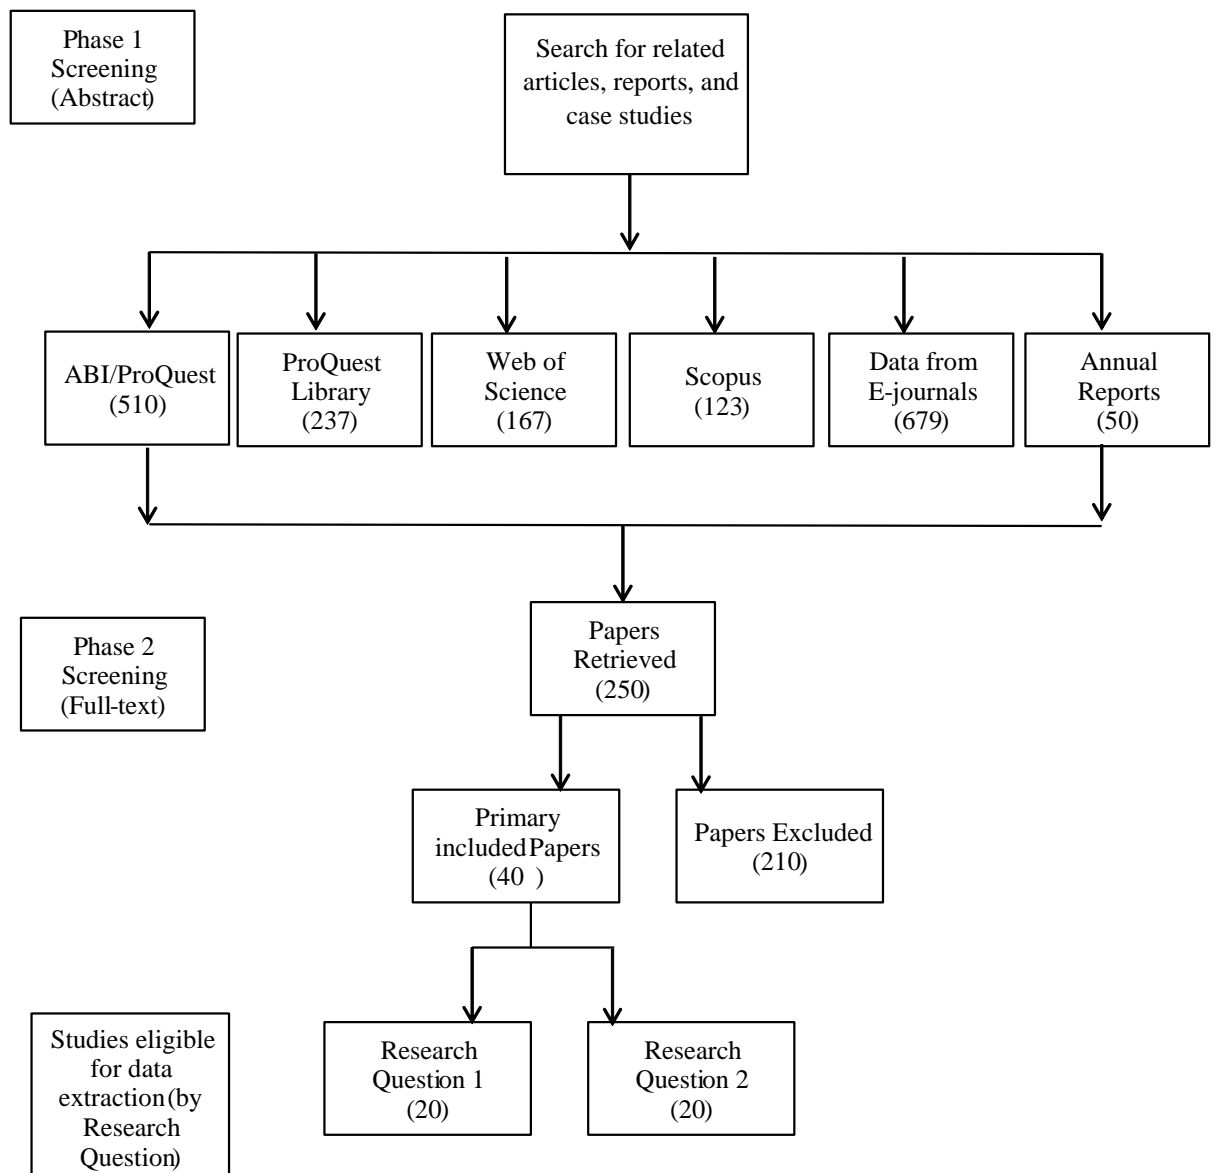 Phase 1
Screening
(Abstract)
Search for related
articles, reports, and
case studies
ABI/ProQuest
(510)
ProQuest
Library
(237)
Web of
Science
(167)
Scopus
(123)
Data from
E-journals
(679)
Annual
Reports
(50)
Phase 2
Screening
(Full-text)
Papers
Retrieved
(250)
Primary
included Papers
(40 )
Papers Excluded
(210)
Studies eligible
for data
extraction (by
Research
Question)
Research
Question 1
(20)
Research
Question 2
(20)